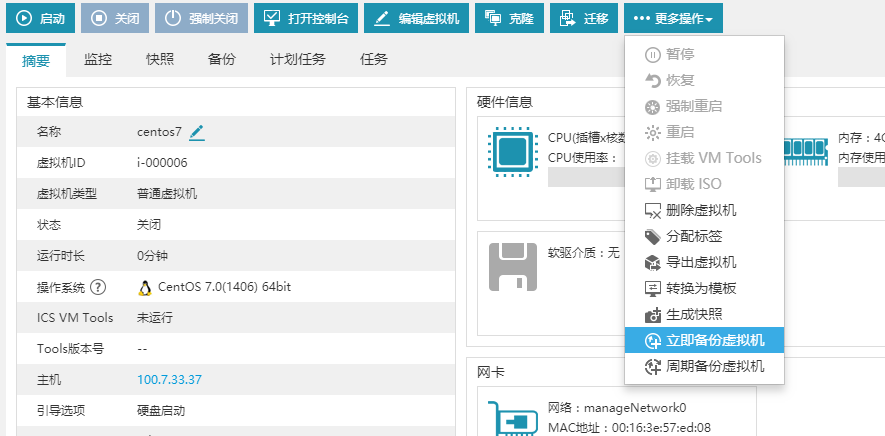 启动 关闭 强制关闭 打开控制台 编辑虚拟机 克隆 迁移 更多操作
摘要 监控 快照 备份 计划任务 任务
基本信息
名称 centos7
虚拟机ID i-000006
虚拟机类型 普通虚拟机
状态 关闭
运行时长 0分钟
操作系统 ? CentOS 7.0(1406) 64bit
ICS VM Tools 未运行
Tools版本号 --
主机 100.7.33.37
引导选项 硬盘启动
硬件信息
CPU(插槽x核数
CPU使用率：
内存：4G
内存使用
软驱介质：无
网卡
网络：manageNetwork0
MAC地址：00:16:3e:57:ed:08
暂停
恢复
强制重启
重启
挂载 VM Tools
卸载 ISO
删除虚拟机
分配标签
导出虚拟机
转换为模板
生成快照
立即备份虚拟机
周期备份虚拟机